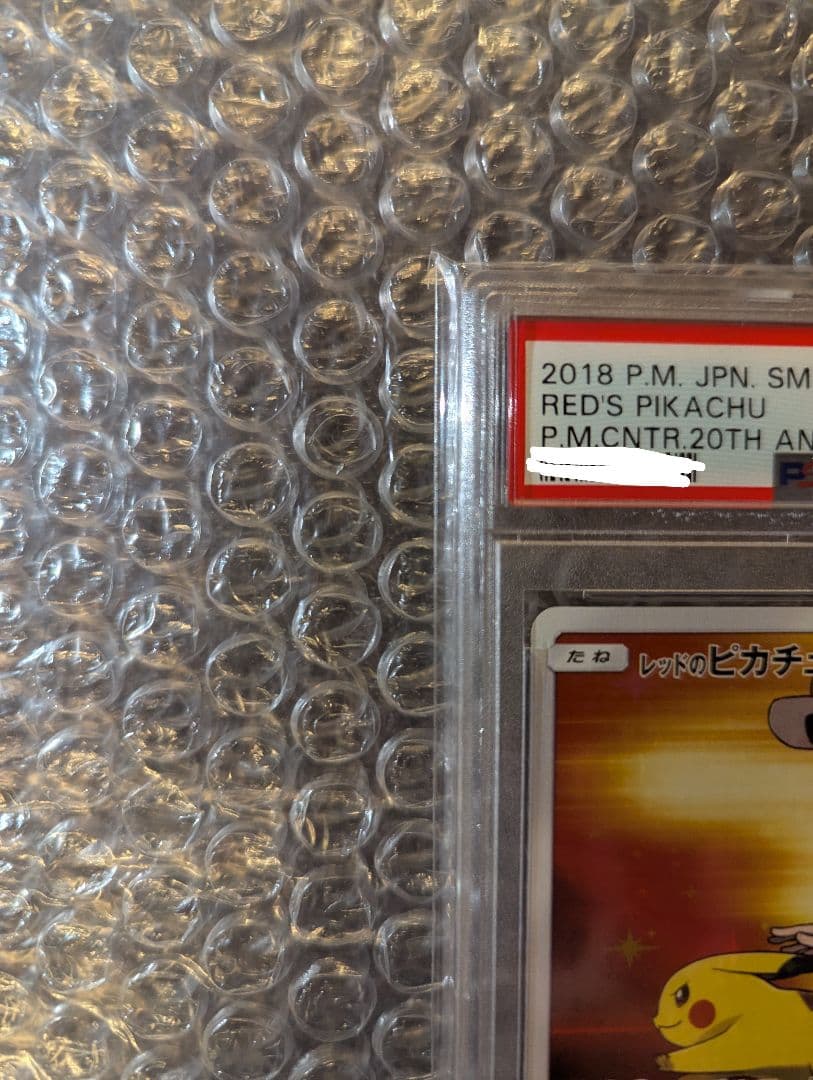 2018 P.M. JPN. SM
RED'S PIKACHU
P.M.CNTR.20TH AN
たね レッドのピカチュ